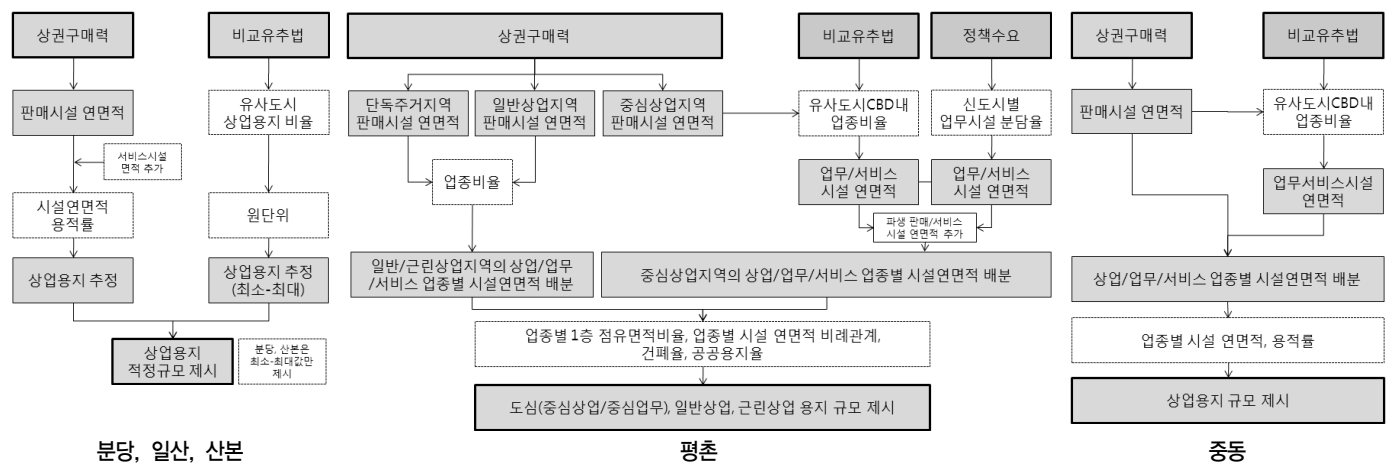 상권구매력
비교유추법
판매시설 연면적
유사도시
상업용지 비율
서비스시설
면적 추가
시설연면적
용적률
원단위
상업용지 추정
상업용지 추정
(최소-최대)
상업용지
적정규모 제시
분당, 산본은
최소-최대값만
제시
분당, 일산, 산본
상권구매력
비교유추법
정책수요
단독주거지역
판매시설 연면적
일반상업지역
판매시설 연면적
중심상업지역
판매시설 연면적
유사도시CBD내
업종비율
신도시별
업무시설 분담율
업종비율
업무/서비스
시설 연면적
업무/서비스
시설 연면적
파생 판매/서비스
시설 연면적 추가
일반/근린상업지역의 상업/업무
/서비스 업종별 시설연면적 배분
중심상업지역의 상업/업무/서비스 업종별 시설연면적 배분
업종별 1층 점유면적비율, 업종별 시설 연면적 비례관계,
건폐율, 공공용지율
도심(중심상업/중심업무), 일반상업, 근린상업 용지 규모 제시
평촌
상권구매력
비교유추법
판매시설 연면적
유사도시CBD내
업종비율
업무서비스시설
연면적
상업/업무/서비스 업종별 시설연면적 배분
업종별 시설 연면적, 용적률
상업용지 규모 제시
중동